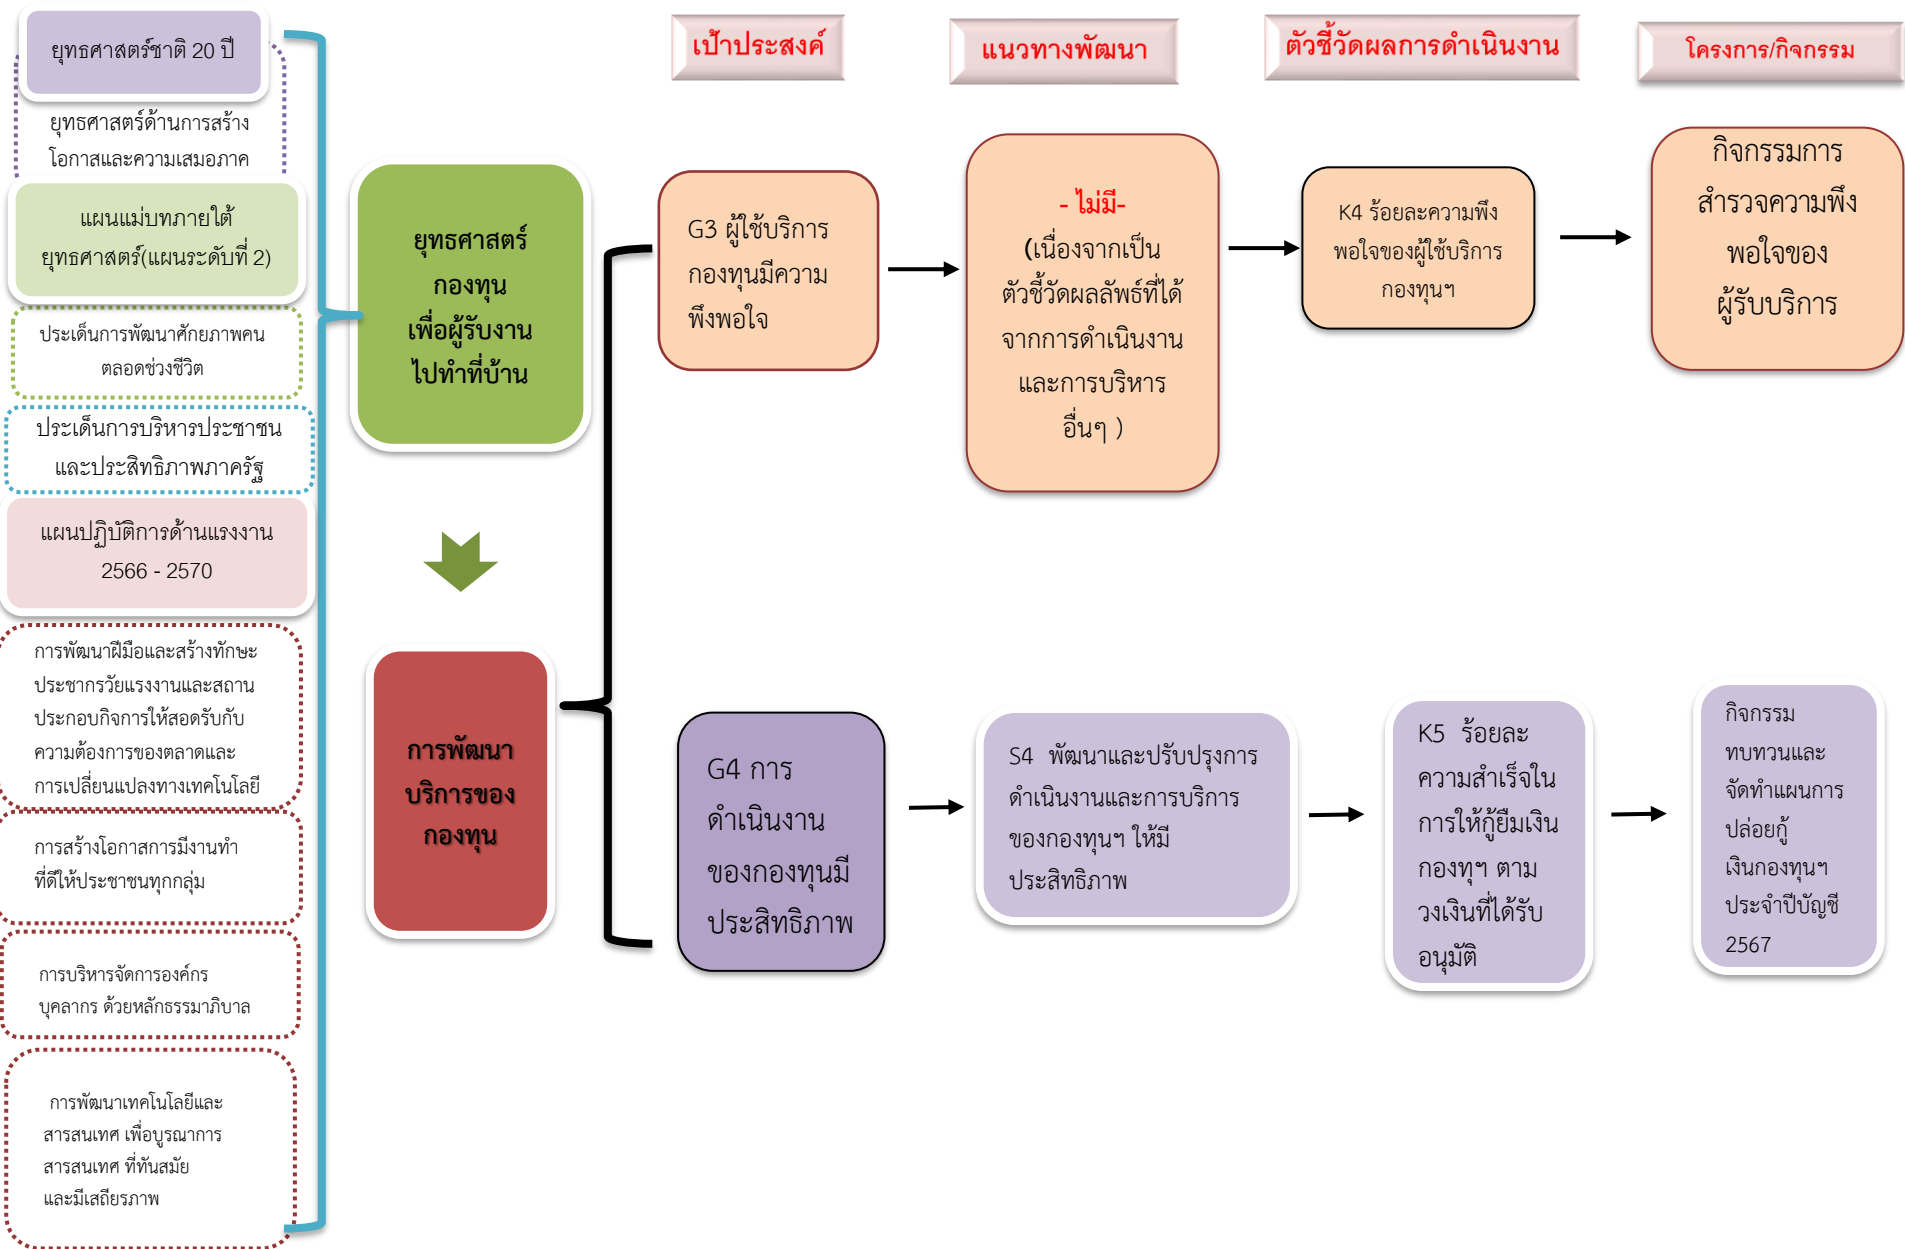 ยุทธศาสตร์ชาติ 20 ปี
ยุทธศาสตร์ด้านการสร้าง
โอกาสและความเสมอภาค
แผนแม่บทภายใต้
ยุทธศาสตร์(แผนระดับที่ 2)
ประเด็นการพัฒนาศักยภาพคน
ตลอดช่วงชีวิต
ประเด็นการบริหารประชาชน
และประสิทธิภาพภาครัฐ
แผนปฏิบัติการด้านแรงงาน
2566 - 2570
การพัฒนาฝีมือและสร้างทักษะ
ประชากรวัยแรงงานและสถาน
ประกอบกิจการให้สอดรับกับ
ความต้องการของตลาดและ
การเปลี่ยนแปลงทางเทคโนโลยี
การสร้างโอกาสการมีงานทำ
ที่ดีให้ประชาชนทุกกลุ่ม
การบริหารจัดการองค์กร
บุคลากร ด้วยหลักธรรมาภิบาล
การพัฒนาเทคโนโลยีและ
สารสนเทศ เพื่อบูรณาการ
สารสนเทศ ที่ทันสมัย
และมีเสถียรภาพ
ยุทธศาสตร์
กองทุน
เพื่อผู้รับงาน
ไปทำที่บ้าน
การพัฒนา
บริการของ
กองทุน
เป้าประสงค์
แนวทางพัฒนา
ตัวชี้วัดผลการดำเนินงาน
โครงการ/กิจกรรม
G3 ผู้ใช้บริการ
กองทุนมีความ
พึงพอใจ
- ไม่มี-
(เนื่องจากเป็น
ตัวชี้วัดผลลัพธ์ที่ได้
จากการดำเนินงาน
และการบริหาร
อื่นๆ )
K4 ร้อยละความพึง
พอใจของผู้ใช้บริการ
กองทุนฯ
กิจกรรมการ
สำรวจความพึง
พอใจของ
ผู้รับบริการ
G4 การ
ดำเนินงาน
ของกองทุนมี
ประสิทธิภาพ
S4 พัฒนาและปรับปรุงการ
ดำเนินงานและการบริการ
ของกองทุนฯ ให้มี
ประสิทธิภาพ
K5 ร้อยละ
ความสำเร็จใน
การให้กู้ยืมเงิน
กองทุฯ ตาม
วงเงินที่ได้รับ
อนุมัติ
กิจกรรม
ทบทวนและ
จัดทำแผนการ
ปล่อยกู้
เงินกองทุนฯ
ประจำปีบัญชี
2567